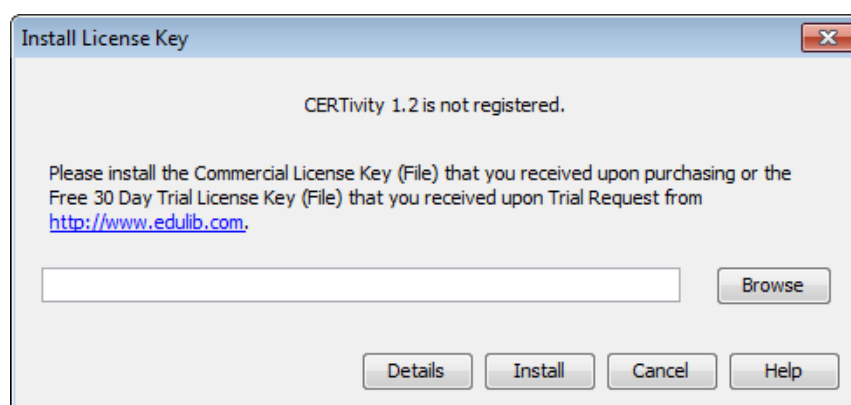 Install License Key
CERTivity 1.2 is not registered.
Please install the Commercial License Key (File) that you received upon purchasing or the
Free 30 Day Trial License Key (File) that you received upon Trial Request from
http://www.edulib.com.
Browse
Details Install Cancel Help